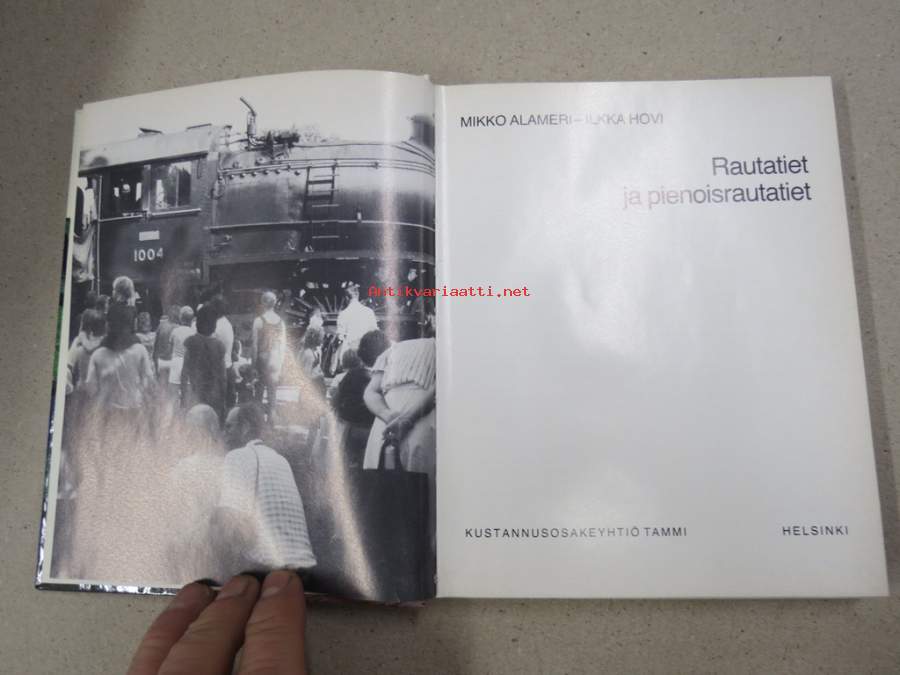 1004
Antikvariaatti.net
MIKKO ALAMERI – ILKKA HOVI
Rautatiet
ja pienoisrautatiet
KUSTANNUSOSAKEYHTIÖ TAMMI
HELSINKI